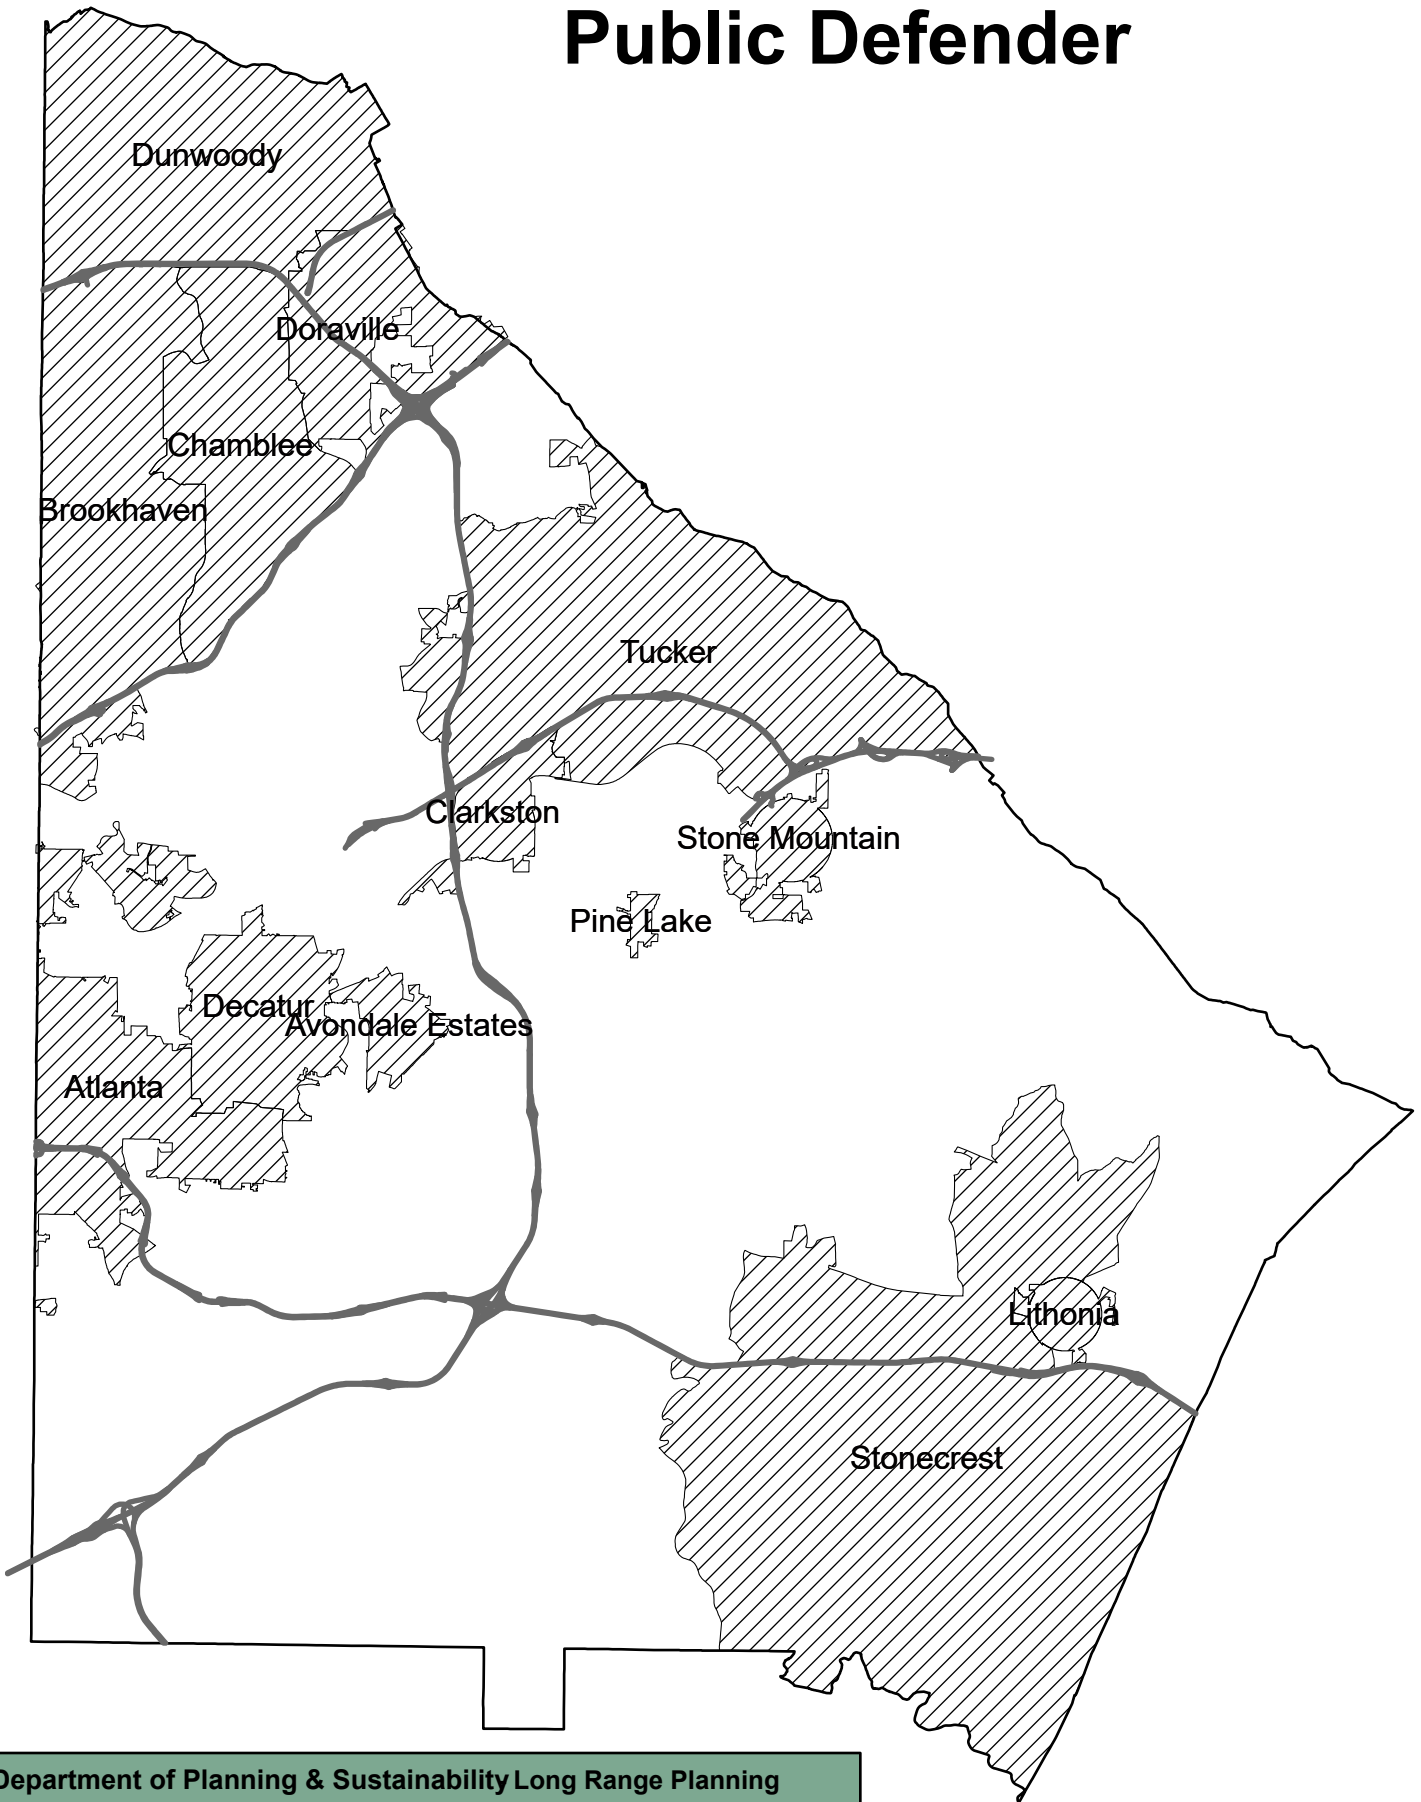 Public Defender
Dunwoody
Doraville
Chamblee
Brookhaven
Tucker
Clarkston
Stone Mountain
Pine Lake
Decatur
Avondale Estates
Atlanta
Lithonia
Stonecrest
Department of Planning & Sustainability Long Range Planning